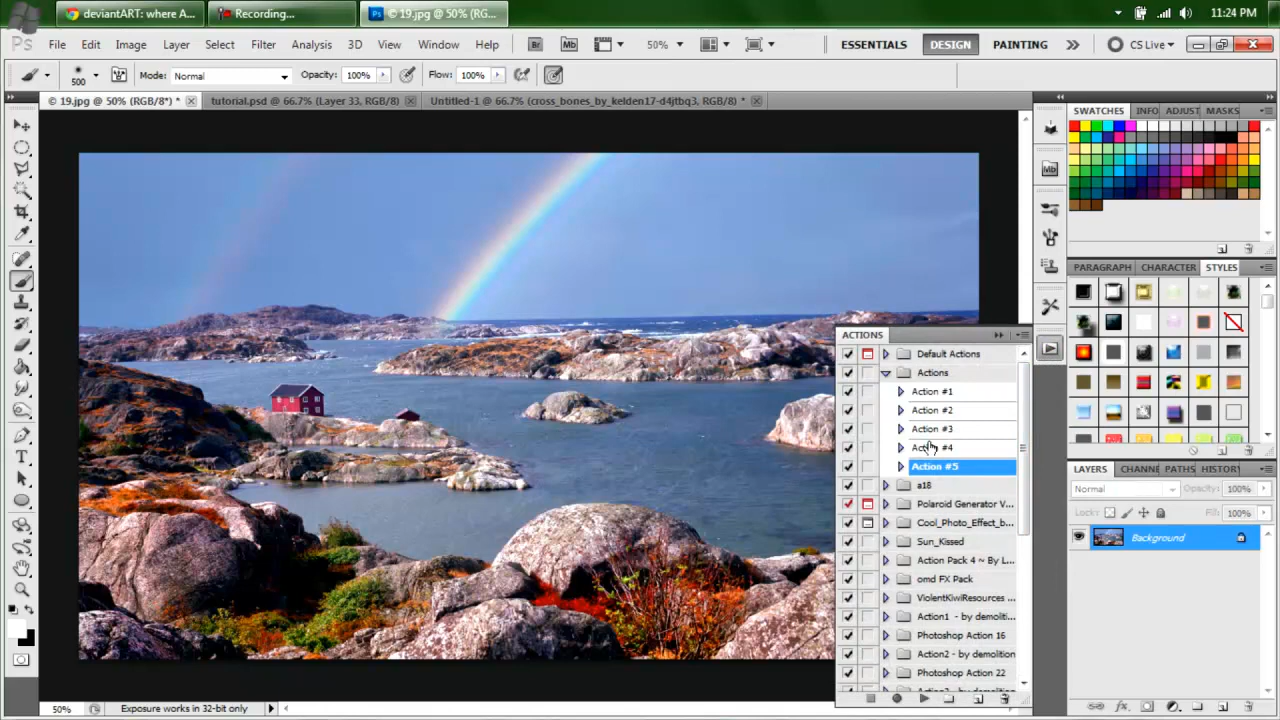 deviantART: where A...
Recording...
© 19.jpg @ 50% (RG...
11:24 PM
Ps File Edit Image Layer Select Filter Analysis 3D View Window Help Br Mb 50% ESSENTIALS DESIGN PAINTING CS Live
500 Mode: Normal Opacity: 100% Flow: 100%
© 19.jpg @ 50% (RGB/8*) * tutorial.psd @ 66.7% (Layer 33, RGB/8) Untitled-1 @ 66.7% (cross_bones_by_kelden17-d4jtbq3, RGB/8) *
SWATCHES INFO ADJUST MASKS
Mb
PARAGRAPH CHARACTER STYLES
ACTIONS
Default Actions
Actions
Action #1
Action #2
Action #3
Action #4
Action #5
a18
Polaroid Generator V...
Cool_Photo_Effect_b...
Sun_Kissed
Action Pack 4 ~ By L...
omd FX Pack
ViolentKiwiResources ...
Action1 - by demoliti...
Photoshop Action 16
Action2 - by demolition
Photoshop Action 22
LAYERS CHANNE PATHS HISTORY
Normal Opacity: 100%
Lock: Fill: 100%
Background
50% Exposure works in 32-bit only